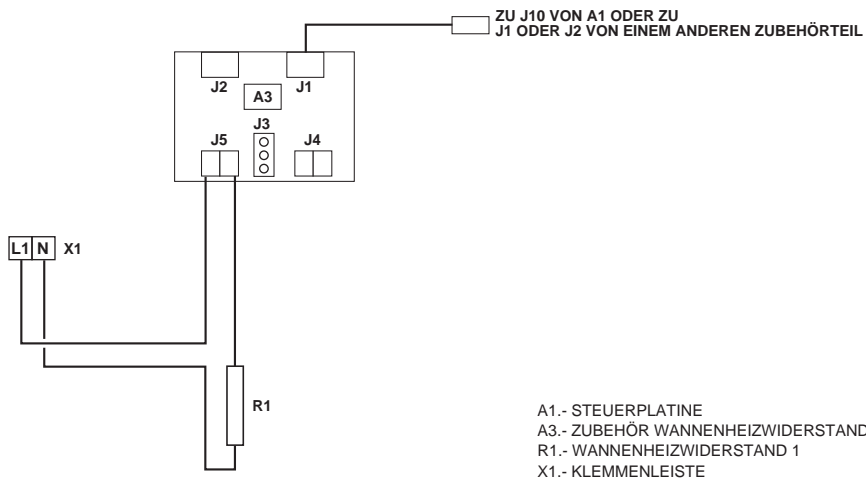 ZU J10 VON A1 ODER ZU
J1 ODER J2 VON EINEM ANDEREN ZUBEHÖRTEIL
J2
J1
A3
J3
J5
J4
L1 N X1
R1
A1.- STEUERPLATINE
A3.- ZUBEHÖR WANNENHEIZWIDERSTAND
R1.- WANNENHEIZWIDERSTAND 1
X1.- KLEMMENLEISTE